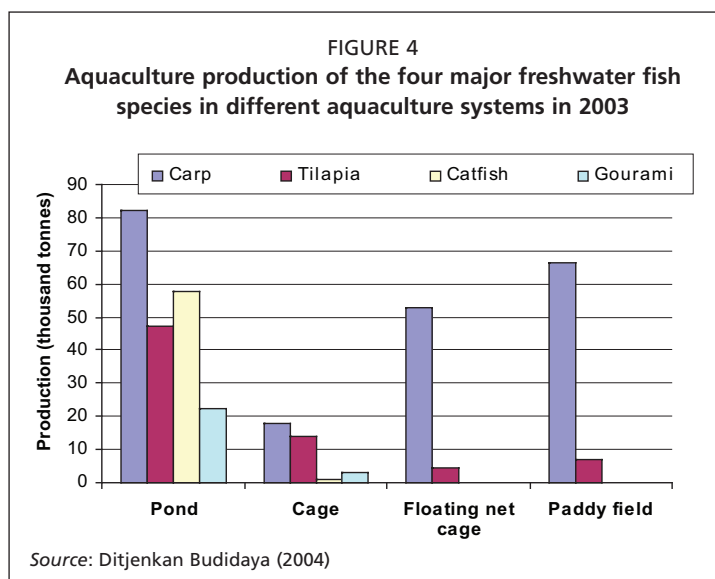 FIGURE 4
Aquaculture production of the four major freshwater fish
species in different aquaculture systems in 2003
Carp Tilapia Catfish Gourami
Production (thousand tonnes)
90
80
70
60
50
40
30
20
10
0
Pond Cage Floating net Paddy field
cage
Source: Ditjenkan Budidaya (2004)